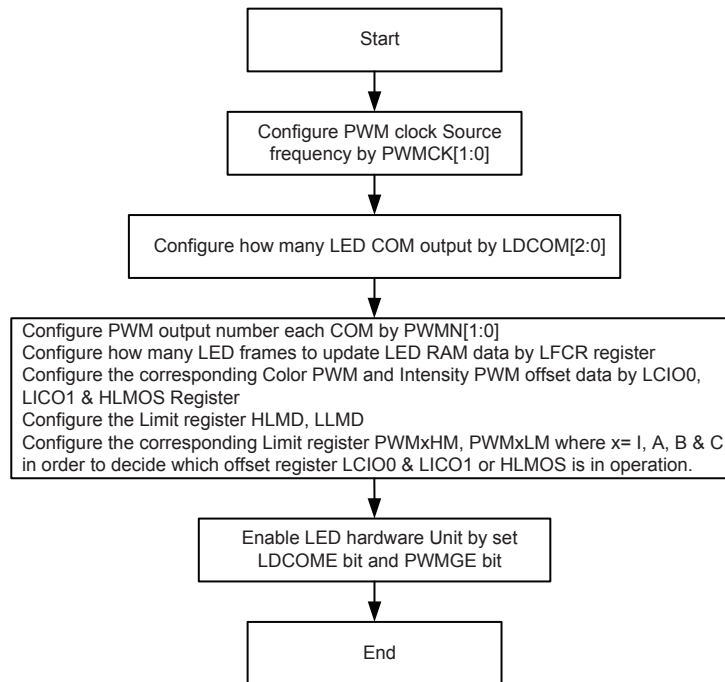 Start
Configure PWM clock Source
frequency by PWMCK[1:0]
Configure how many LED COM output by LDCOM[2:0]
Configure PWM output number each COM by PWMN[1:0]
Configure how many LED frames to update LED RAM data by LFCR register
Configure the corresponding Color PWM and Intensity PWM offset data by LCIO0,
LICO1 & HLMOS Register
Configure the Limit register HLMD, LLMD
Configure the corresponding Limit register PWMxHM, PWMxLM where x= I, A, B & C
in order to decide which offset register LCIO0 & LICO1 or HLMOS is in operation.
Enable LED hardware Unit by set
LDCOME bit and PWMGE bit
End